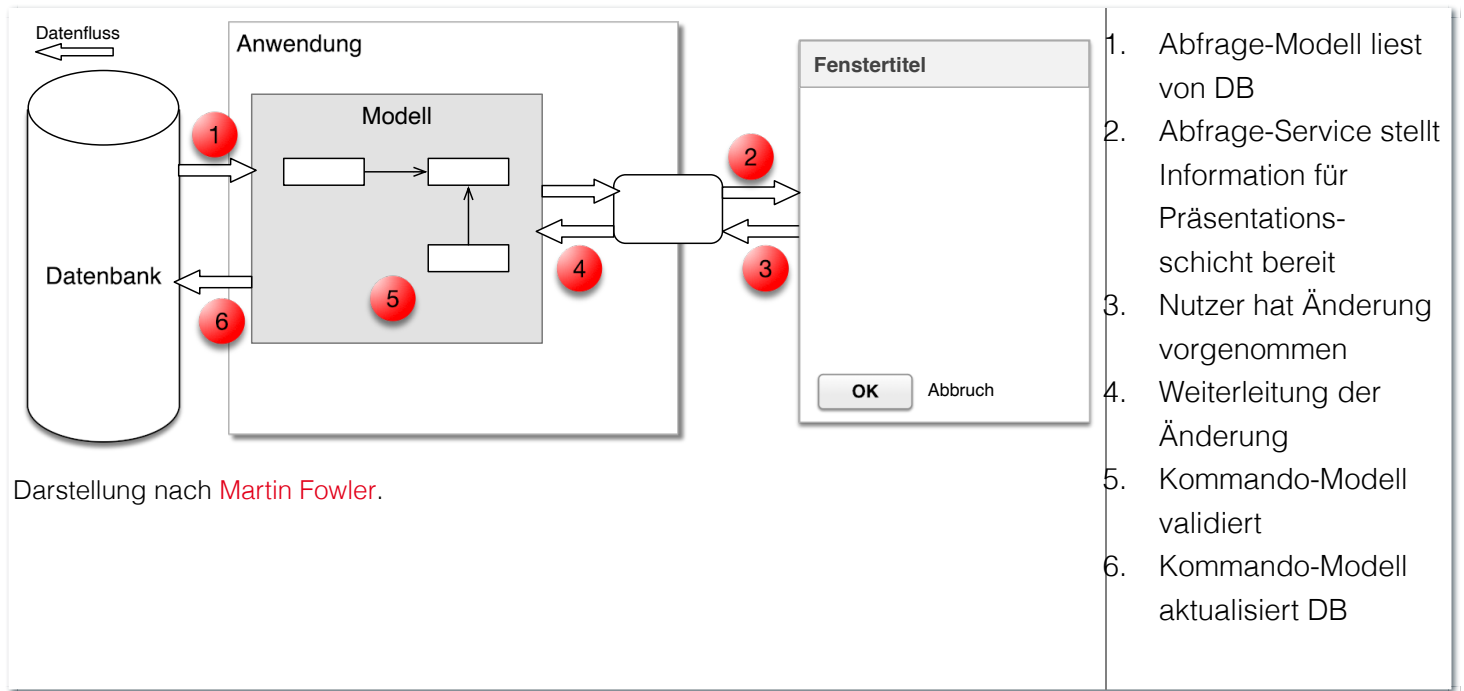 Datenfluss
Anwendung
Modell
Datenbank
1
2
3
4
5
6
Fenstertitel
OK Abbruch
Darstellung nach Martin Fowler.
1. Abfrage-Modell liest
von DB
2. Abfrage-Service stellt
Information für
Präsentations-
schicht bereit
3. Nutzer hat Änderung
vorgenommen
4. Weiterleitung der
Änderung
5. Kommando-Modell
validiert
6. Kommando-Modell
aktualisiert DB